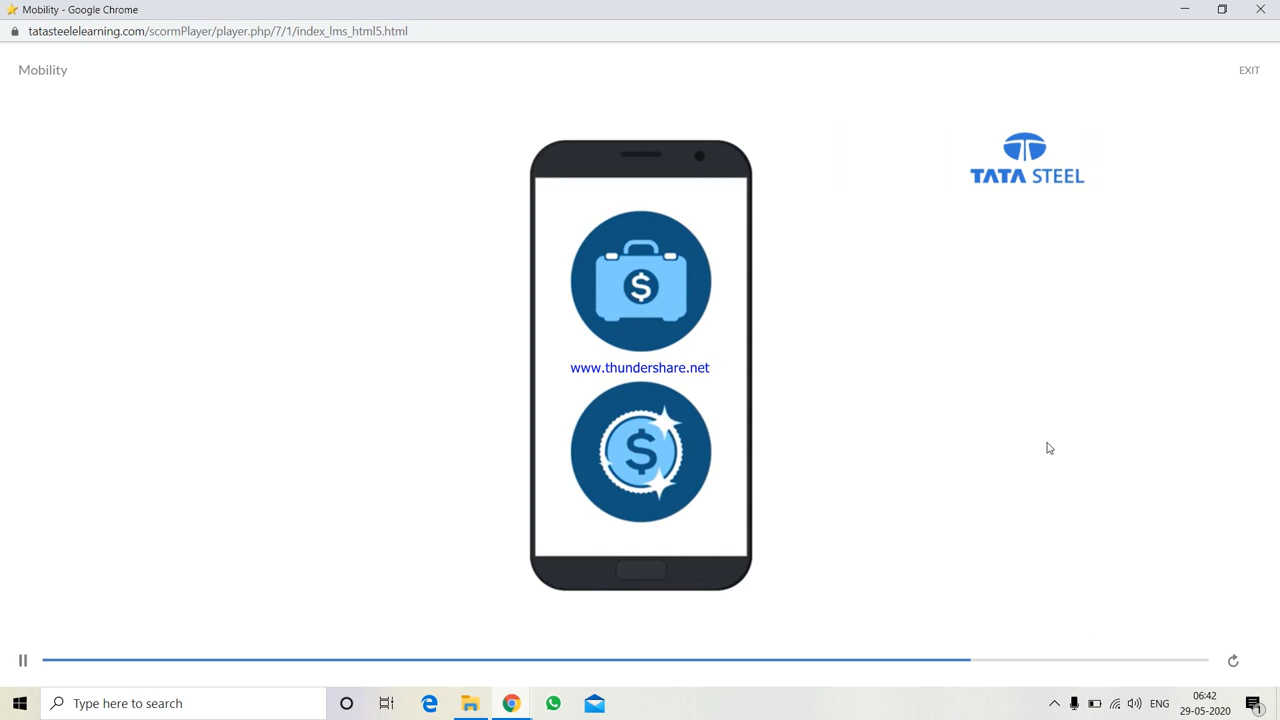 Mobility - Google Chrome
tatasteelelearning.com/scormPlayer/player.php/7/1/index_lms_html5.html
Mobility
EXIT
TATA STEEL
$
www.thundershare.net
$
Type here to search
ENG
06:42
29-05-2020
1